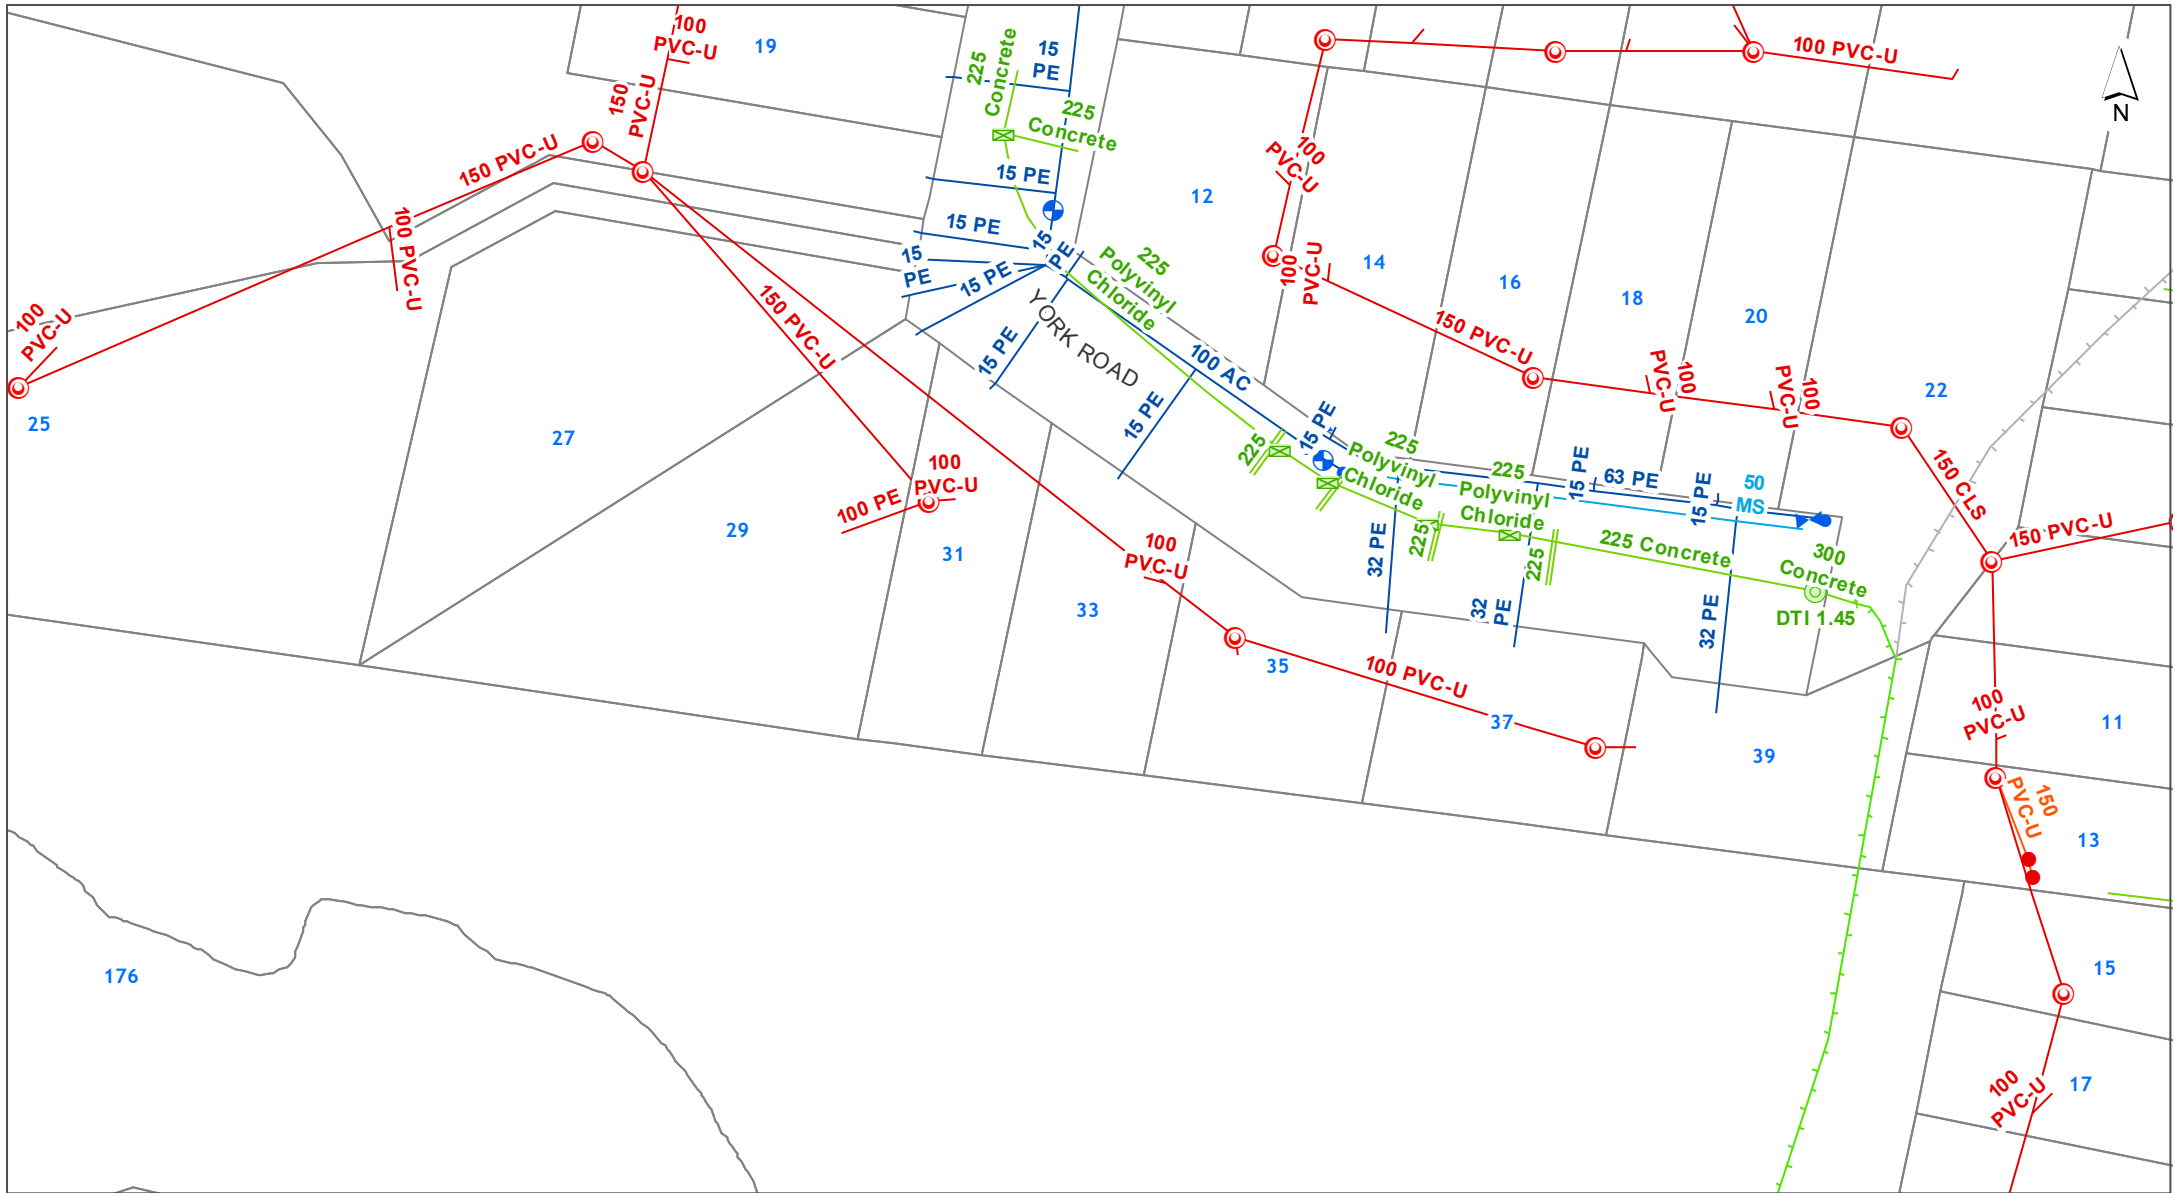 100
PVC-U
19
15
PE
225
Concrete
100 PVC-U
N
150
PVC-U
225
Concrete
150 PVC-U
100
PVC-U
15 PE
12
100 PVC-U
15 PE
15
PE
15
PE
15 PE
225
Polyvinyl
Chloride
100
PVC-U
14
16
18
20
22
100
PVC-U
150 PVC-U
YORK ROAD
15 PE
100 AC
150 PVC-U
100
PVC-U
100
PVC-U
25
27
15 PE
15 PE
225
225
Polyvinyl
Chloride
225
Polyvinyl
Chloride
15 PE
63 PE
15 PE
50
MS
150 CLS
150 PVC-U
100
PVC-U
100 PE
29
31
33
100
PVC-U
32 PE
225
225
225 Concrete
300
Concrete
DTI 1.45
32
PE
32 PE
35
100 PVC-U
37
39
100
PVC-U
11
150
PVC-U
13
176
15
100
PVC-U
17